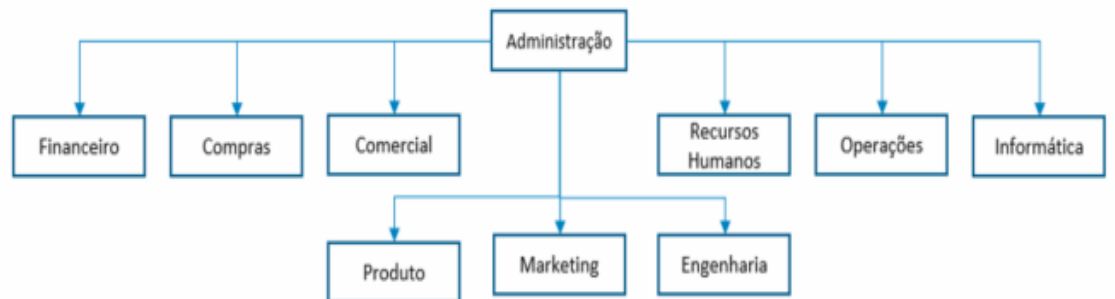 Administração
Financeiro
Compras
Comercial
Recursos
Humanos
Operações
Informática
Produto
Marketing
Engenharia